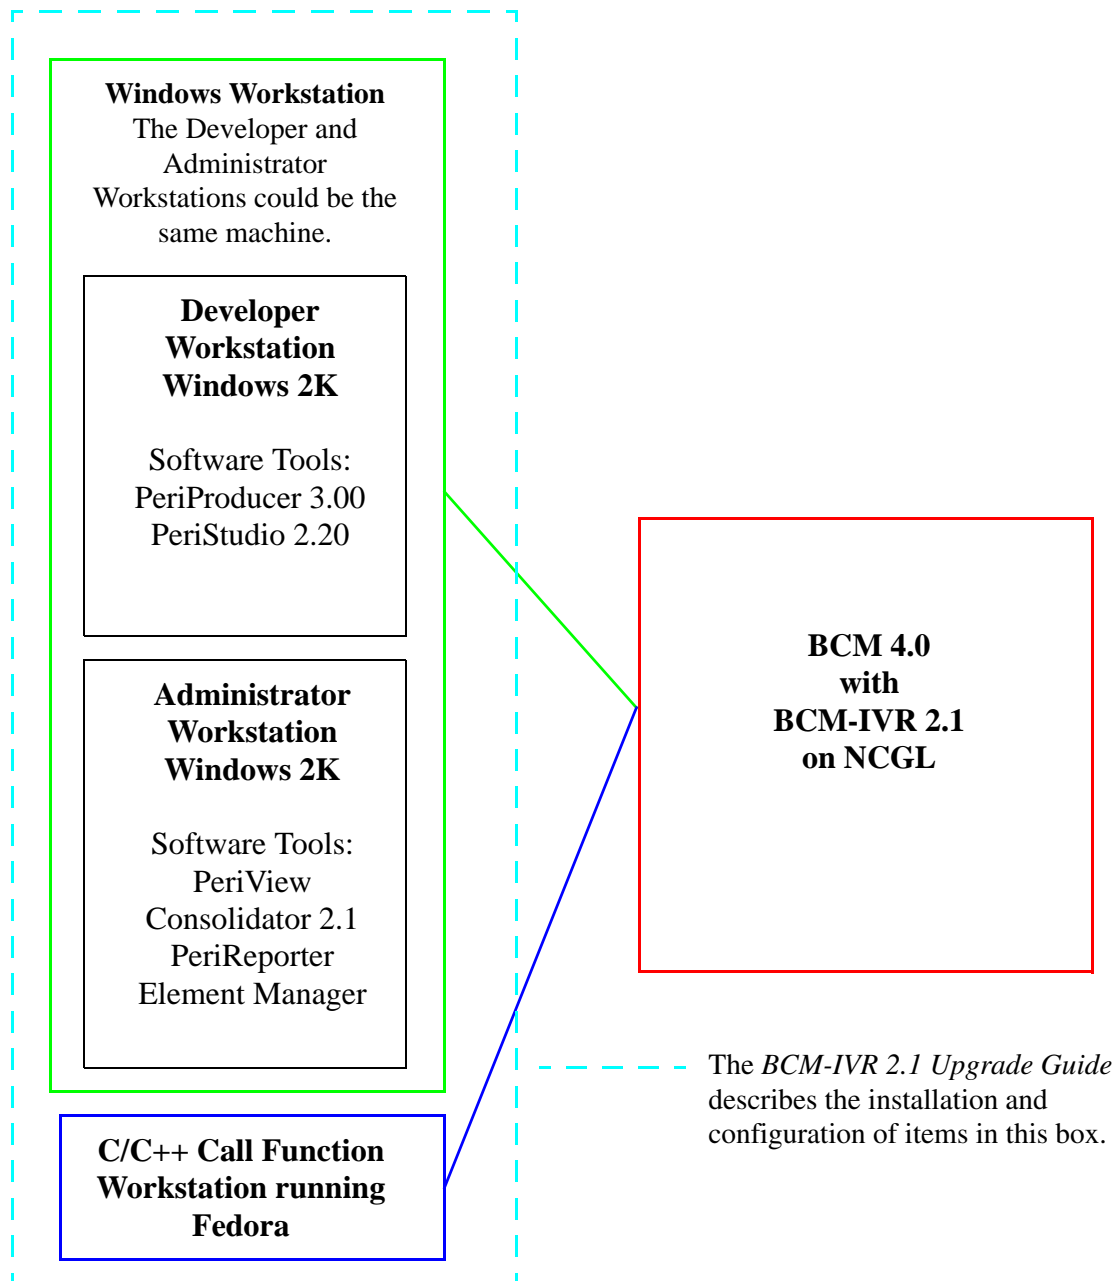 Windows Workstation
The Developer and
Administrator
Workstations could be the
same machine.
Developer
Workstation
Windows 2K
Software Tools:
PeriProducer 3.00
PeriStudio 2.20
Administrator
Workstation
Windows 2K
Software Tools:
PeriView
Consolidator 2.1
PeriReporter
Element Manager
C/C++ Call Function
Workstation running
Fedora
BCM 4.0
with
BCM-IVR 2.1
on NCGL
The BCM-IVR 2.1 Upgrade Guide
describes the installation and
configuration of items in this box.